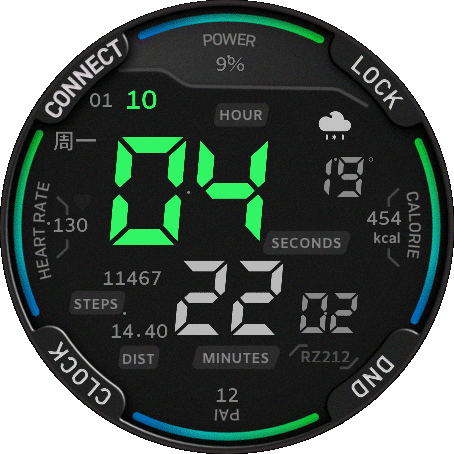 POWER
9%
CONNECT
LOCK
01 10
HOUR
周一
04
19°
HEART RATE
130
454
kcal
CALORIE
SECONDS
11467
STEPS
22
02
14.40
DIST
MINUTES
RZ212
CLOCK
DND
12
PAI